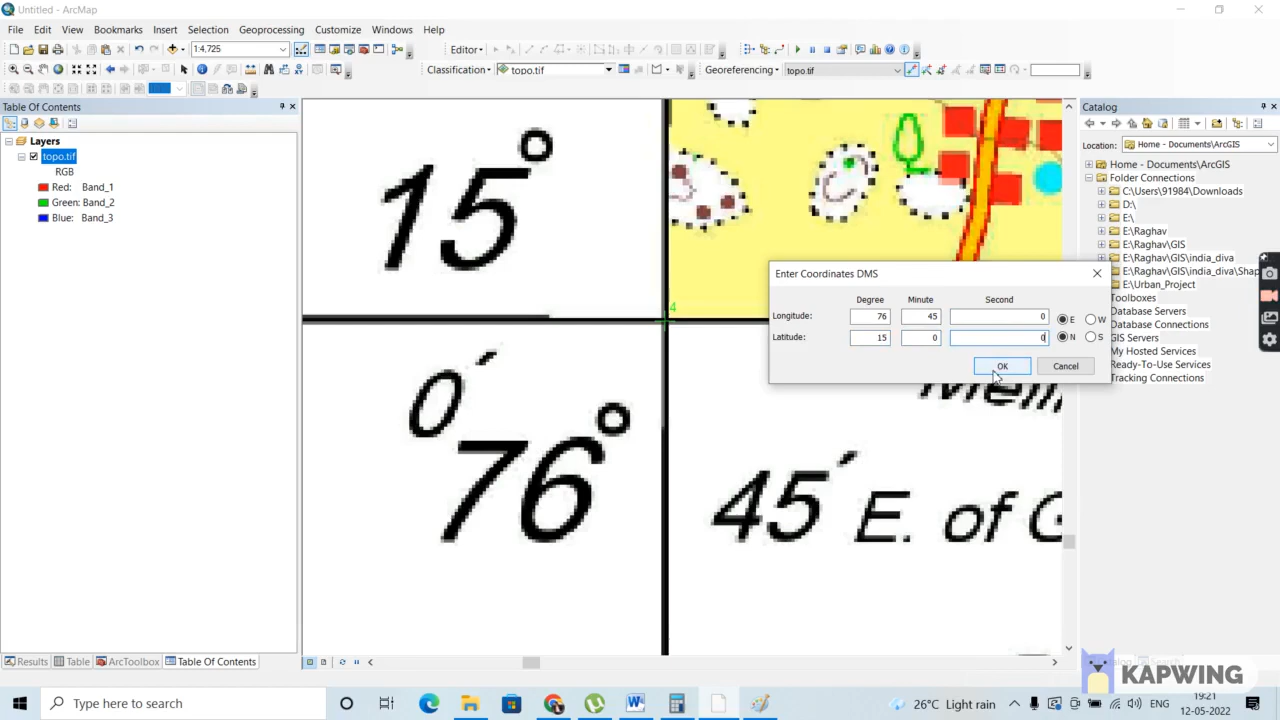 Untitled - ArcMap
File Edit View Bookmarks Insert Selection Geoprocessing Customize Windows Help
1:4,725
Editor
Classification
topo.tif
Georeferencing
topo.tif
Table Of Contents
Layers
topo.tif
RGB
Red: Band_1
Green: Band_2
Blue: Band_3
15°
4
0′
76°
45′ E. of G
Enter Coordinates DMS
Degree Minute Second
Longitude: 76 45 0 E W
Latitude: 15 0 0 N S
OK Cancel
Catalog
Location: Home - Documents\ArcGIS
Home - Documents\ArcGIS
Folder Connections
C:\Users\91984\Downloads
D:\
E:\
E:\Raghav
E:\Raghav\GIS
E:\Raghav\GIS\india_diva
E:\Raghav\GIS\india_diva\Shap
E:\Urban_Project
Toolboxes
Database Servers
Database Connections
GIS Servers
My Hosted Services
Ready-To-Use Services
Tracking Connections
Results Table ArcToolbox Table Of Contents
KAPWING
Type here to search
26°C Light rain
ENG
19:21
12-05-2022